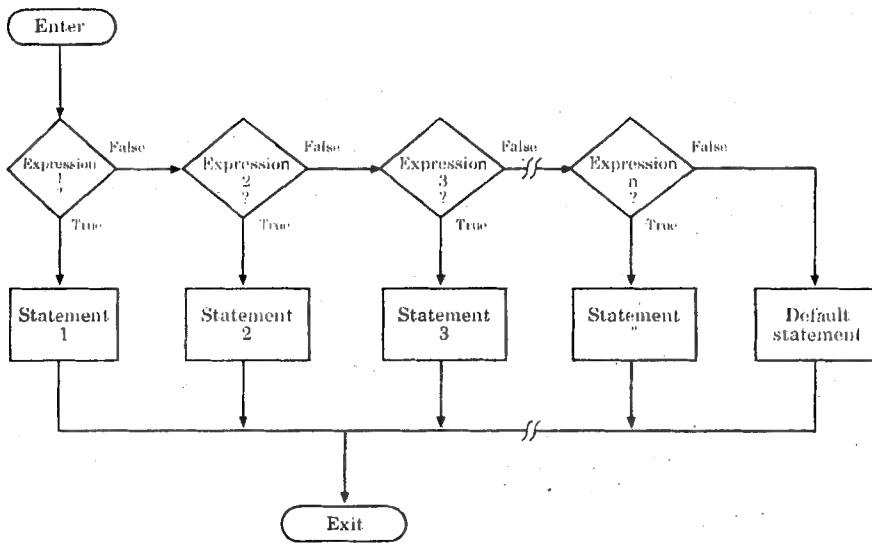 Enter
False
False
False
False
Expression
1
?
Expression
2
?
Expression
3
?
Expression
n
?
True
True
True
True
Statement
1
Statement
2
Statement
3
Statement
"
Default
statement
Exit